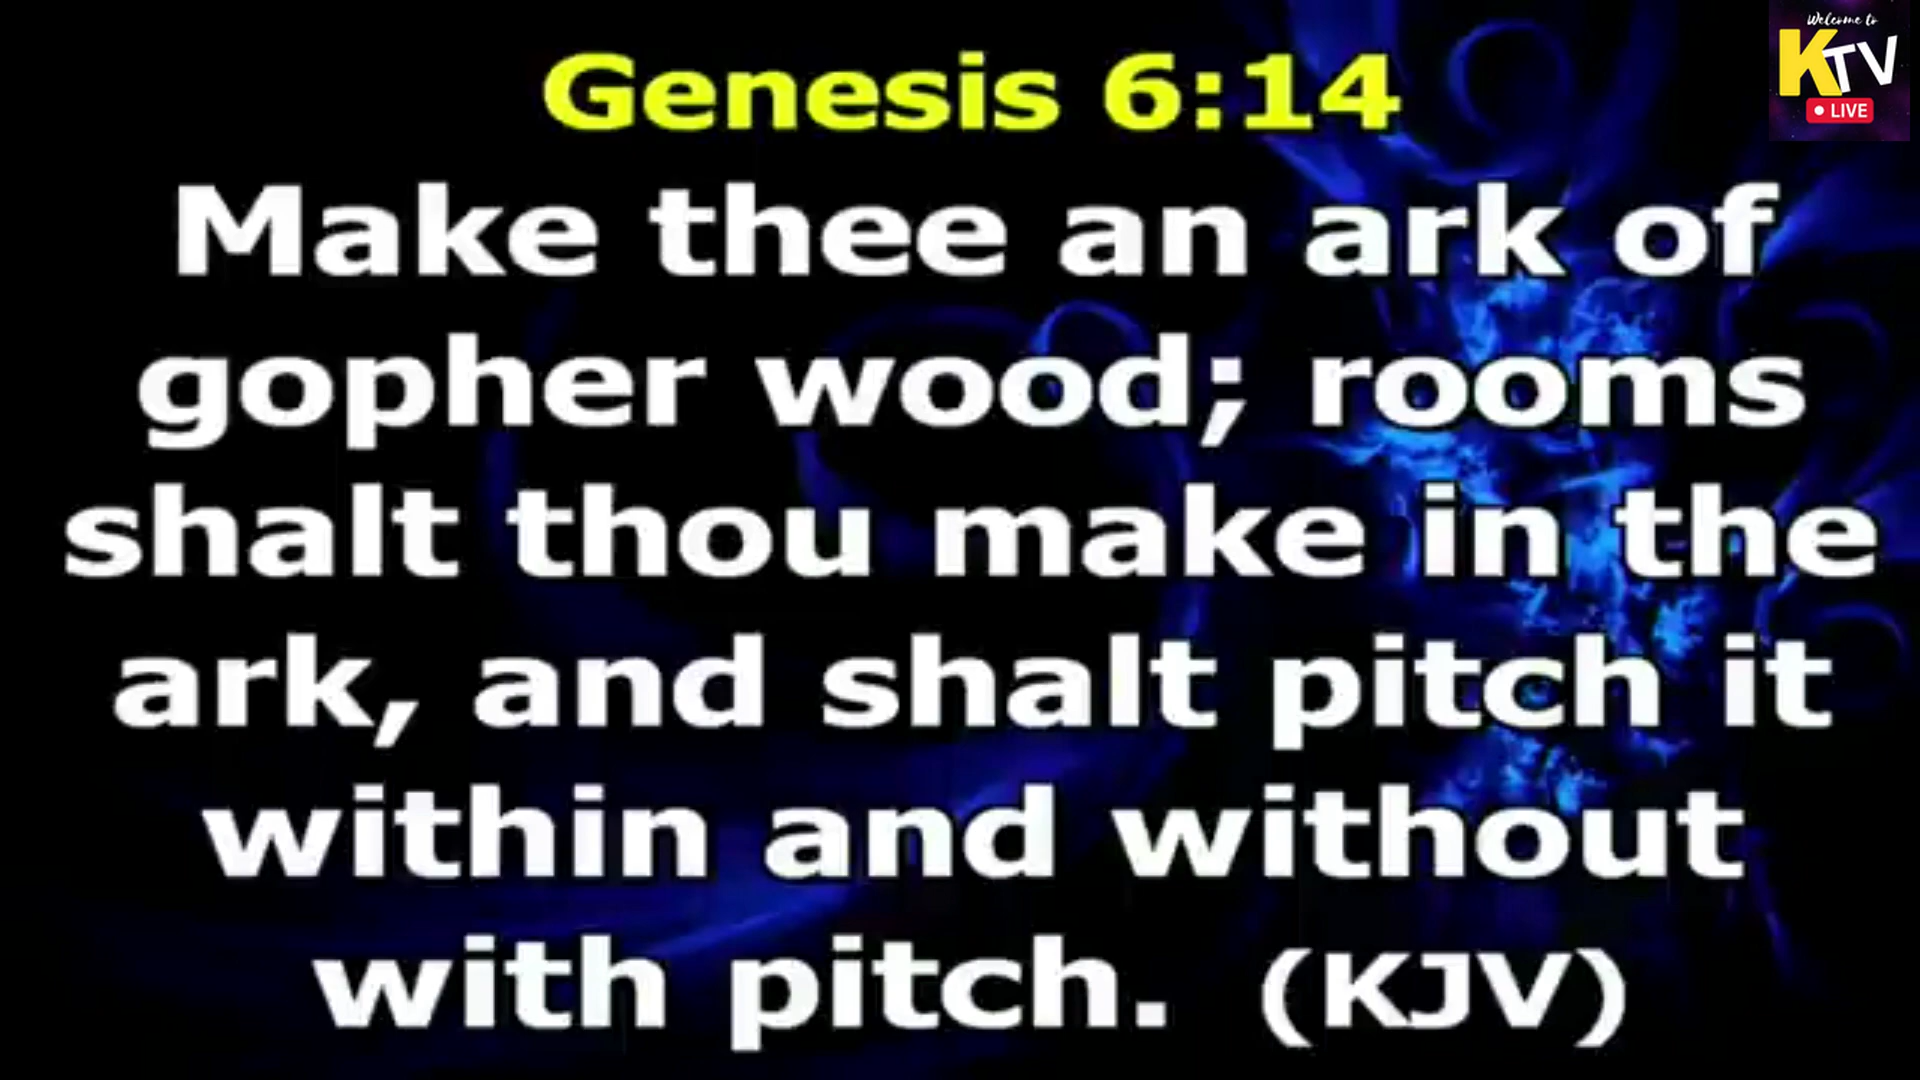 Welcome to
KTV
LIVE
Genesis 6:14
Make thee an ark of
gopher wood; rooms
shalt thou make in the
ark, and shalt pitch it
within and without
with pitch. (KJV)